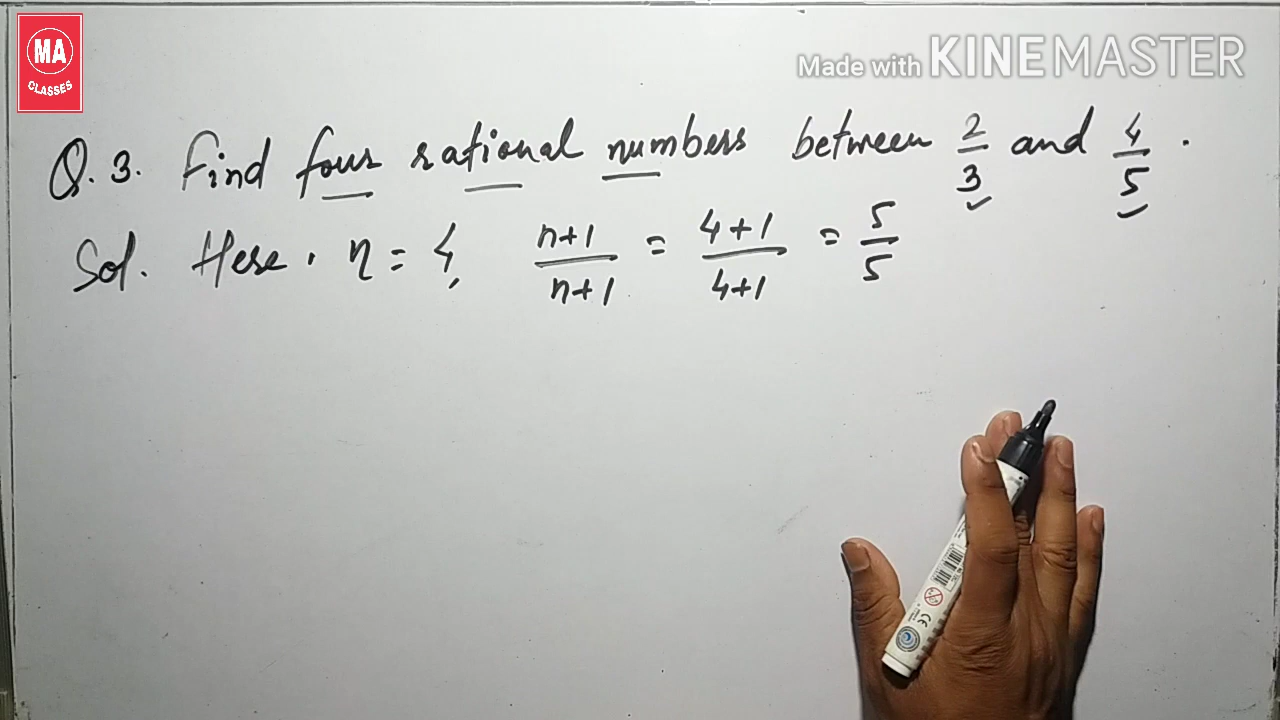 MA
CLASSES
Made with KINEMASTER
Q.3. Find four rational numbers between 2/3 and 4/5.
Sol. Here. n = 4, n+1/n+1 = 4+1/4+1 = 5/5